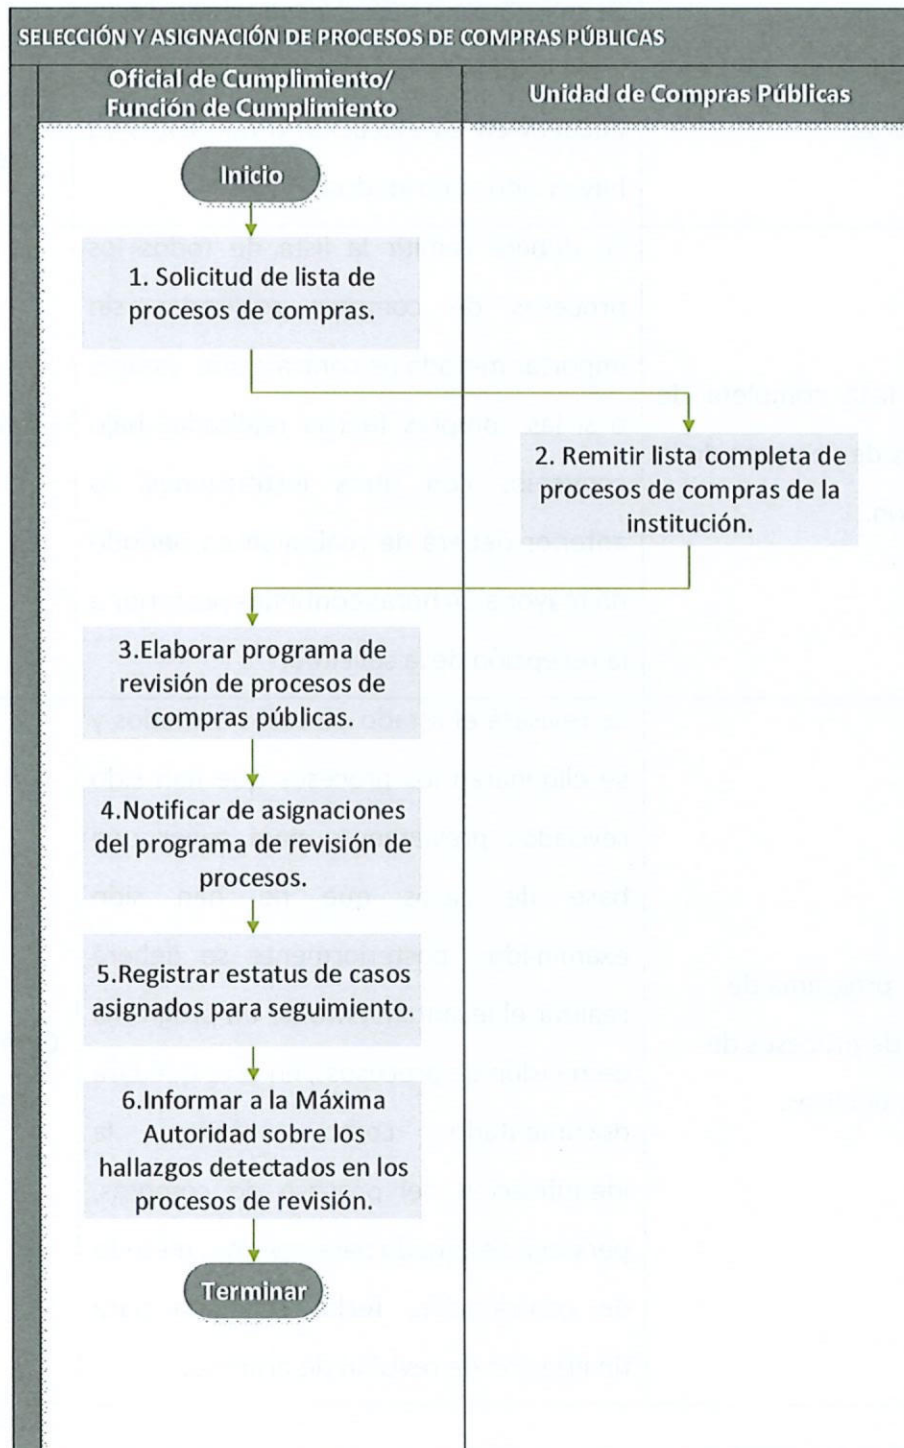 SELECCIÓN Y ASIGNACIÓN DE PROCESOS DE COMPRAS PÚBLICAS
Oficial de Cumplimiento/
Función de Cumplimiento
Unidad de Compras Públicas
Inicio
1. Solicitud de lista de
procesos de compras.
2. Remitir lista completa de
procesos de compras de la
institución.
3.Elaborar programa de
revisión de procesos de
compras públicas.
4.Notificar de asignaciones
del programa de revisión de
procesos.
5.Registrar estatus de casos
asignados para seguimiento.
6.Informar a la Máxima
Autoridad sobre los
hallazgos detectados en los
procesos de revisión.
Terminar